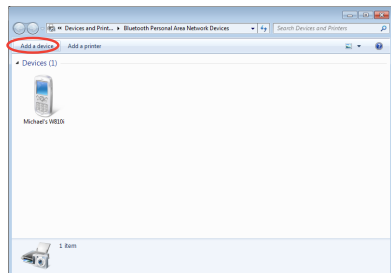 « Devices and Print... ▸ Bluetooth Personal Area Network Devices
Search Devices and Printers
Add a device Add a printer
Devices (1)
Michael's W810i
1 item